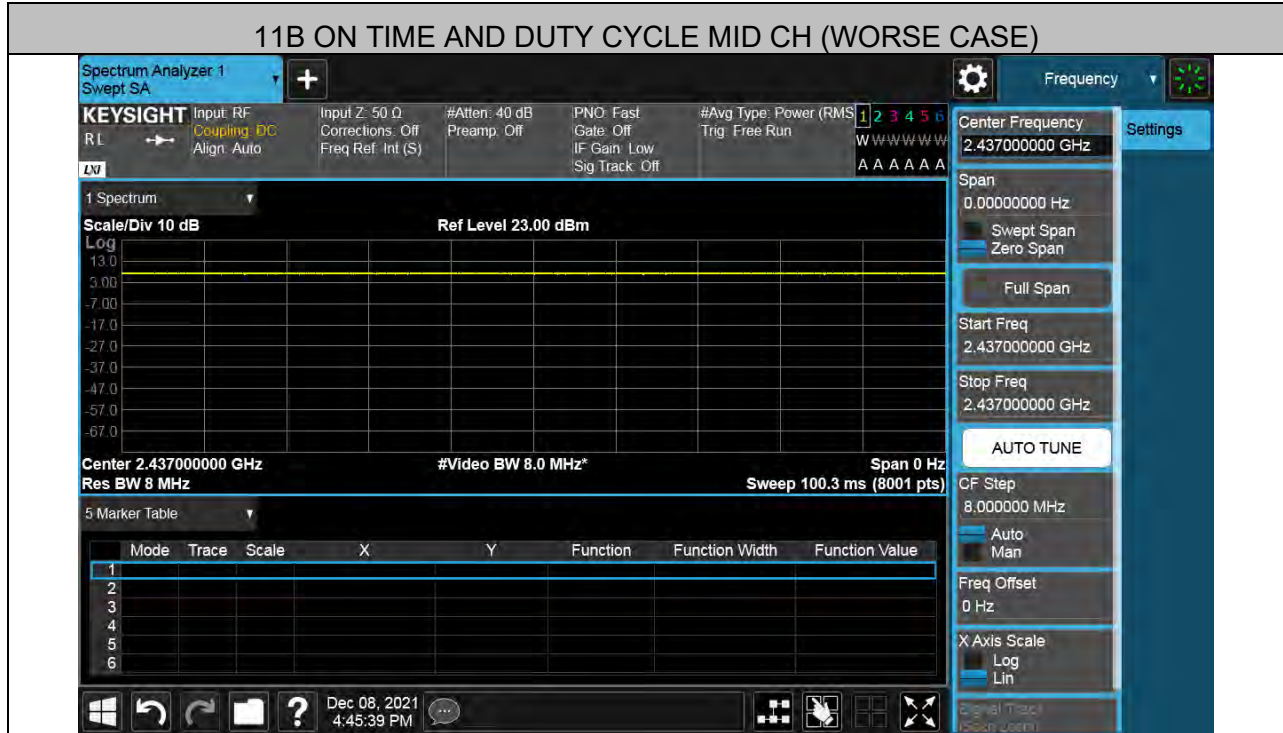 11B ON TIME AND DUTY CYCLE MID CH (WORSE CASE)
Spectrum Analyzer 1
Swept SA
Frequency
KEYSIGHT
RL
LXI
Input: RF
Coupling: DC
Align: Auto
Input Z: 50 Ω
Corrections: Off
Freq Ref: Int (S)
#Atten: 40 dB
Preamp: Off
PNO: Fast
Gate: Off
IF Gain: Low
Sig Track: Off
#Avg Type: Power (RMS
Trig: Free Run
1 2 3 4 5 6
W W W W W W
A A A A A A
Center Frequency
2.437000000 GHz
Settings
Span
0.00000000 Hz
Swept Span
Zero Span
Full Span
Start Freq
2.437000000 GHz
Stop Freq
2.437000000 GHz
AUTO TUNE
CF Step
8.000000 MHz
Auto
Man
Freq Offset
0 Hz
X Axis Scale
Log
Lin
Signal Track
(Span Zoom)
1 Spectrum
Scale/Div 10 dB
Ref Level 23.00 dBm
Log
13.0
3.00
-7.00
-17.0
-27.0
-37.0
-47.0
-57.0
-67.0
Center 2.437000000 GHz
#Video BW 8.0 MHz*
Span 0 Hz
Res BW 8 MHz
Sweep 100.3 ms (8001 pts)
5 Marker Table
Mode Trace Scale X Y Function Function Width Function Value
1
2
3
4
5
6
?
Dec 08, 2021
4:45:39 PM